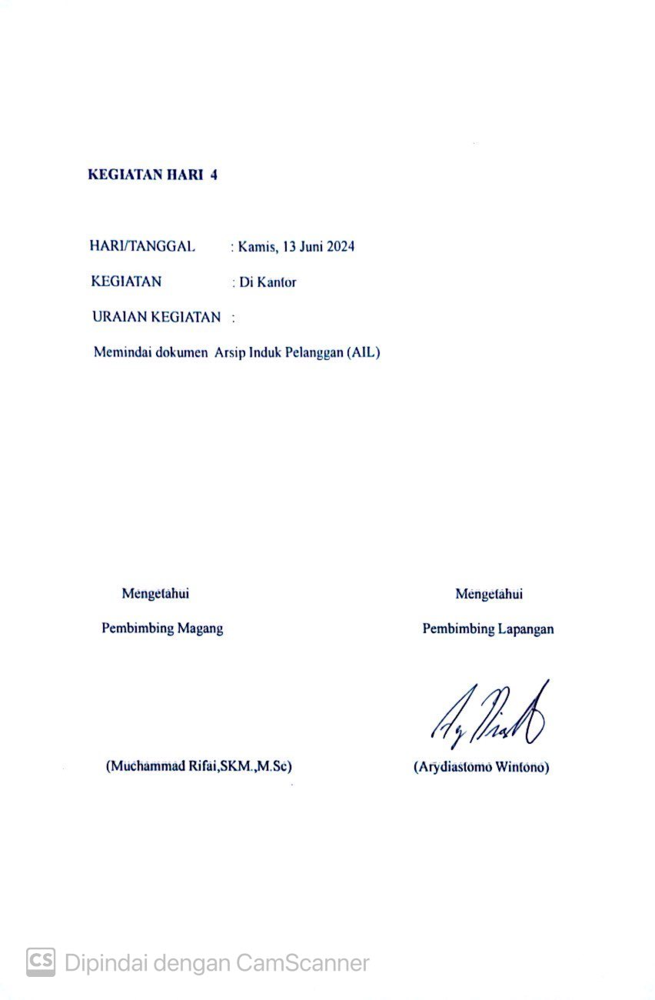 KEGIATAN HARI 4
HARI/TANGGAL : Kamis, 13 Juni 2024
KEGIATAN : Di Kantor
URAIAN KEGIATAN :
Memindai dokumen Arsip Induk Pelanggan (AIL)
Mengetahui Mengetahui
Pembimbing Magang Pembimbing Lapangan
(Muchammad Rifai,SKM.,M.Sc) (Arydiastomo Wintono)
CS Dipindai dengan CamScanner